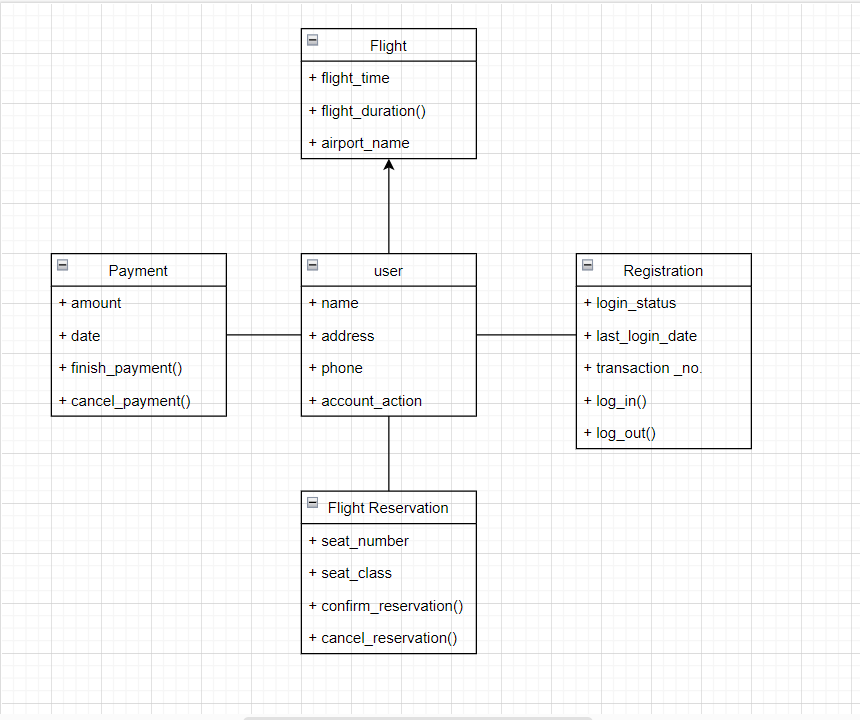 Flight
+ flight_time
+ flight_duration()
+ airport_name
Payment
+ amount
+ date
+ finish_payment()
+ cancel_payment()
user
+ name
+ address
+ phone
+ account_action
Registration
+ login_status
+ last_login_date
+ transaction _no.
+ log_in()
+ log_out()
Flight Reservation
+ seat_number
+ seat_class
+ confirm_reservation()
+ cancel_reservation()